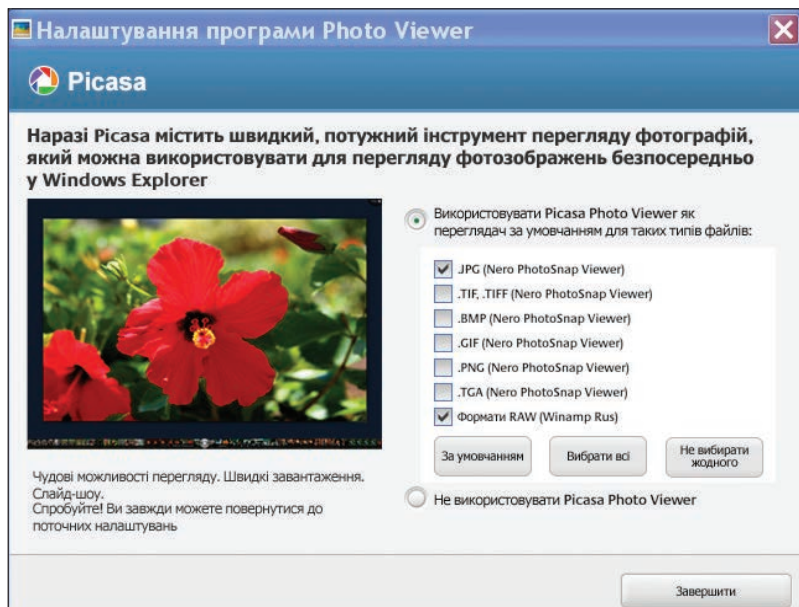 Налаштування програми Photo Viewer
Picasa
Наразі Picasa містить швидкий, потужний інструмент перегляду фотографій,
який можна використовувати для перегляду фотозображень безпосередньо
у Windows Explorer
Використовувати Picasa Photo Viewer як
переглядач за умовчанням для таких типів файлів:
.JPG (Nero PhotoSnap Viewer)
.TIF, .TIFF (Nero PhotoSnap Viewer)
.BMP (Nero PhotoSnap Viewer)
.GIF (Nero PhotoSnap Viewer)
.PNG (Nero PhotoSnap Viewer)
.TGA (Nero PhotoSnap Viewer)
Формати RAW (Winamp Rus)
За умовчанням
Вибрати всі
Не вибирати
жодного
Чудові можливості перегляду. Швидкі завантаження.
Слайд-шоу.
Спробуйте! Ви завжди можете повернутися до
поточних налаштувань
Не використовувати Picasa Photo Viewer
Завершити